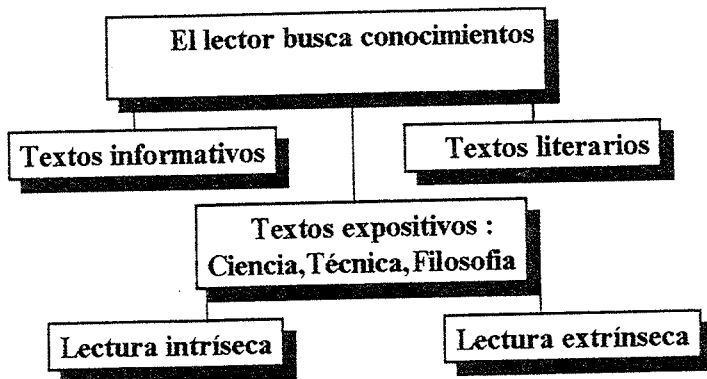 El lector busca conocimientos
Textos informativos
Textos literarios
Textos expositivos :
Ciencia,Técnica,Filosofia
Lectura intríseca
Lectura extrínseca